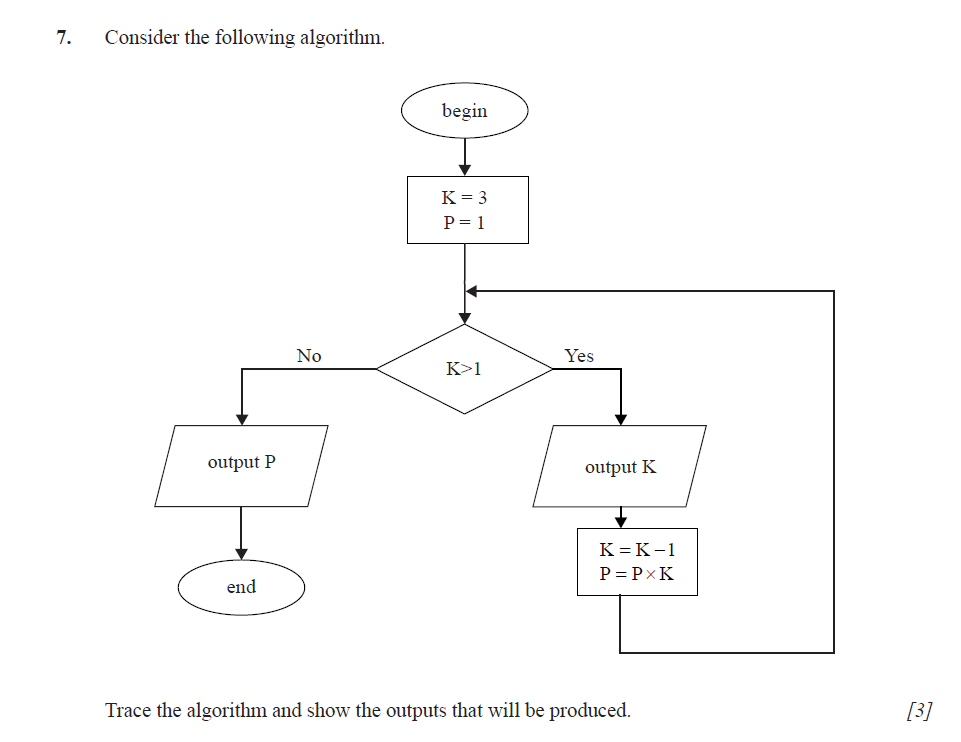 7. Consider the following algorithm.
begin
K = 3
P = 1
No
Yes
K>1
output P
output K
K = K − 1
P = P × K
end
Trace the algorithm and show the outputs that will be produced. [3]